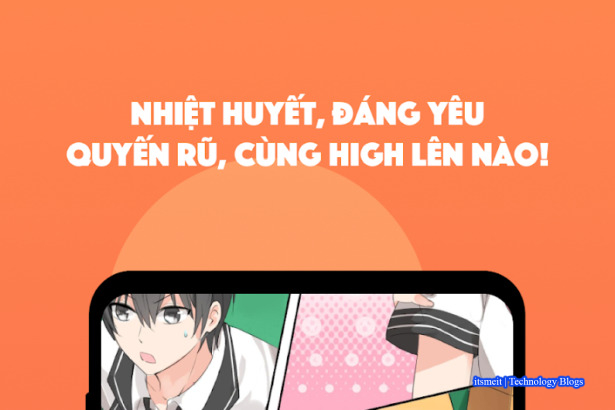 NHIỆT HUYẾT, ĐÁNG YÊU
QUYẾN RŨ, CÙNG HIGH LÊN NÀO!
itsmeit | Technology Blogs